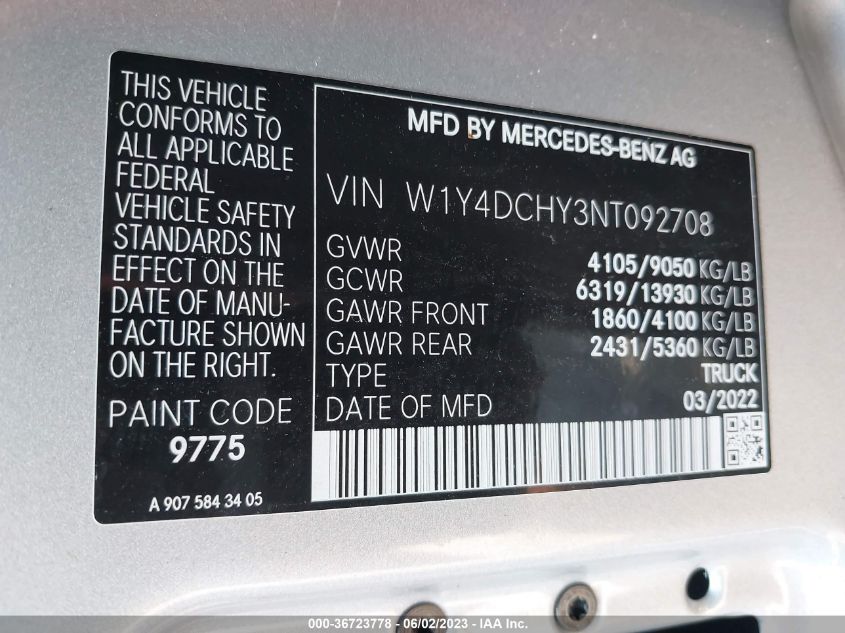 THIS VEHICLE
CONFORMS TO
ALL APPLICABLE
FEDERAL
VEHICLE SAFETY
STANDARDS IN
EFFECT ON THE
DATE OF MANU-
FACTURE SHOWN
ON THE RIGHT.
PAINT CODE
9775
A 907 584 34 05
MFD BY MERCEDES-BENZ AG
VIN W1Y4DCHY3NT092708
GVWR 4105/9050 KG/LB
GCWR 6319/13930 KG/LB
GAWR FRONT 1860/4100 KG/LB
GAWR REAR 2431/5360 KG/LB
TYPE TRUCK
DATE OF MFD 03/2022
000-36723778 - 06/02/2023 - © IAA Inc.